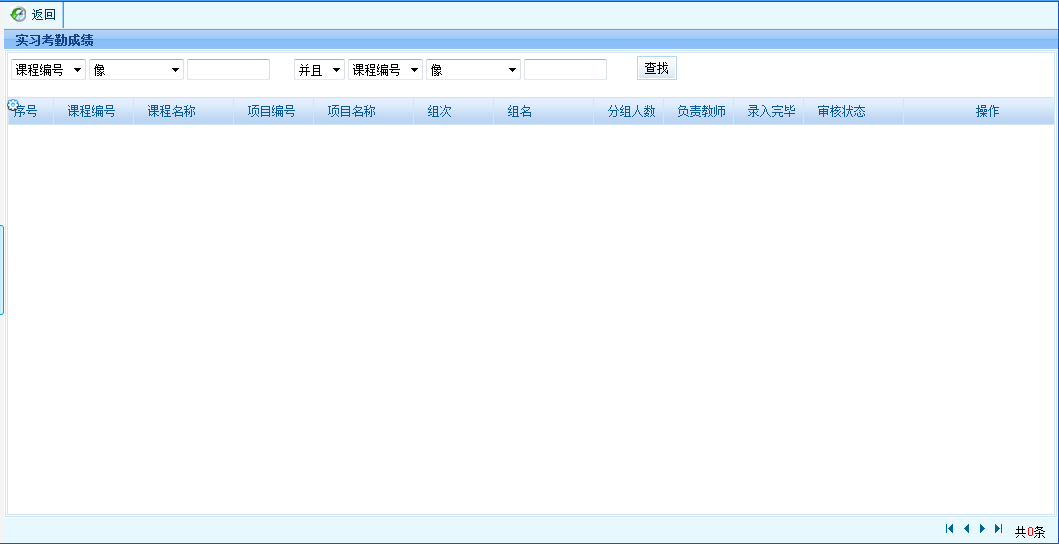 返回
实习考勤成绩
课程编号 像 并且 课程编号 像 查找
序号 课程编号 课程名称 项目编号 项目名称 组次 组名 分组人数 负责教师 录入完毕 审核状态 操作
共0条